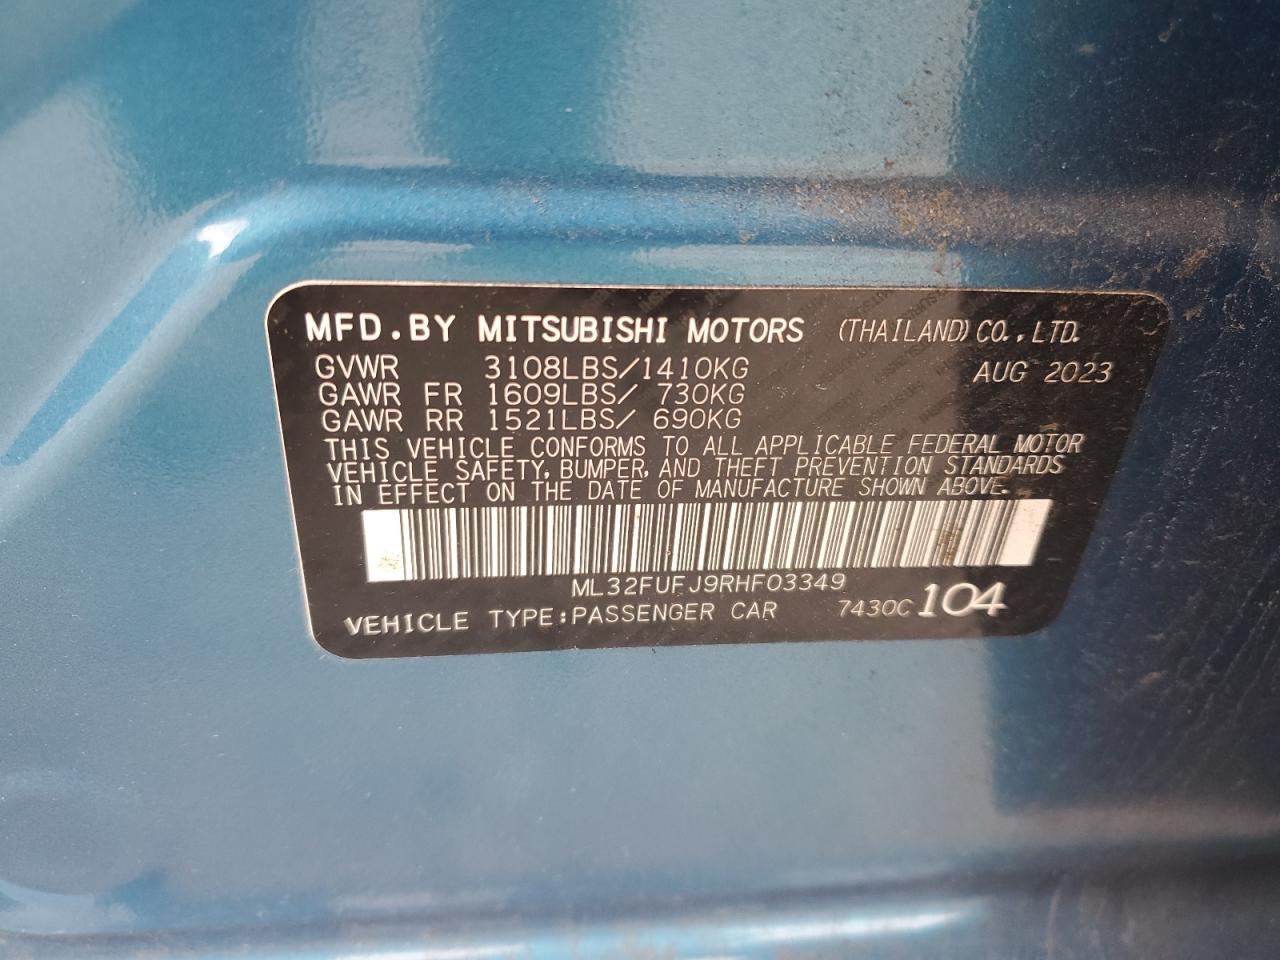 MFD.BY MITSUBISHI MOTORS (THAILAND) CO.,LTD.
GVWR 3108LBS/1410KG AUG 2023
GAWR FR 1609LBS/ 730KG
GAWR RR 1521LBS/ 690KG
THIS VEHICLE CONFORMS TO ALL APPLICABLE FEDERAL MOTOR
VEHICLE SAFETY, BUMPER, AND THEFT PREVENTION STANDARDS
IN EFFECT ON THE DATE OF MANUFACTURE SHOWN ABOVE.
ML32FUFJ9RHF03349
VEHICLE TYPE:PASSENGER CAR 7430C 104